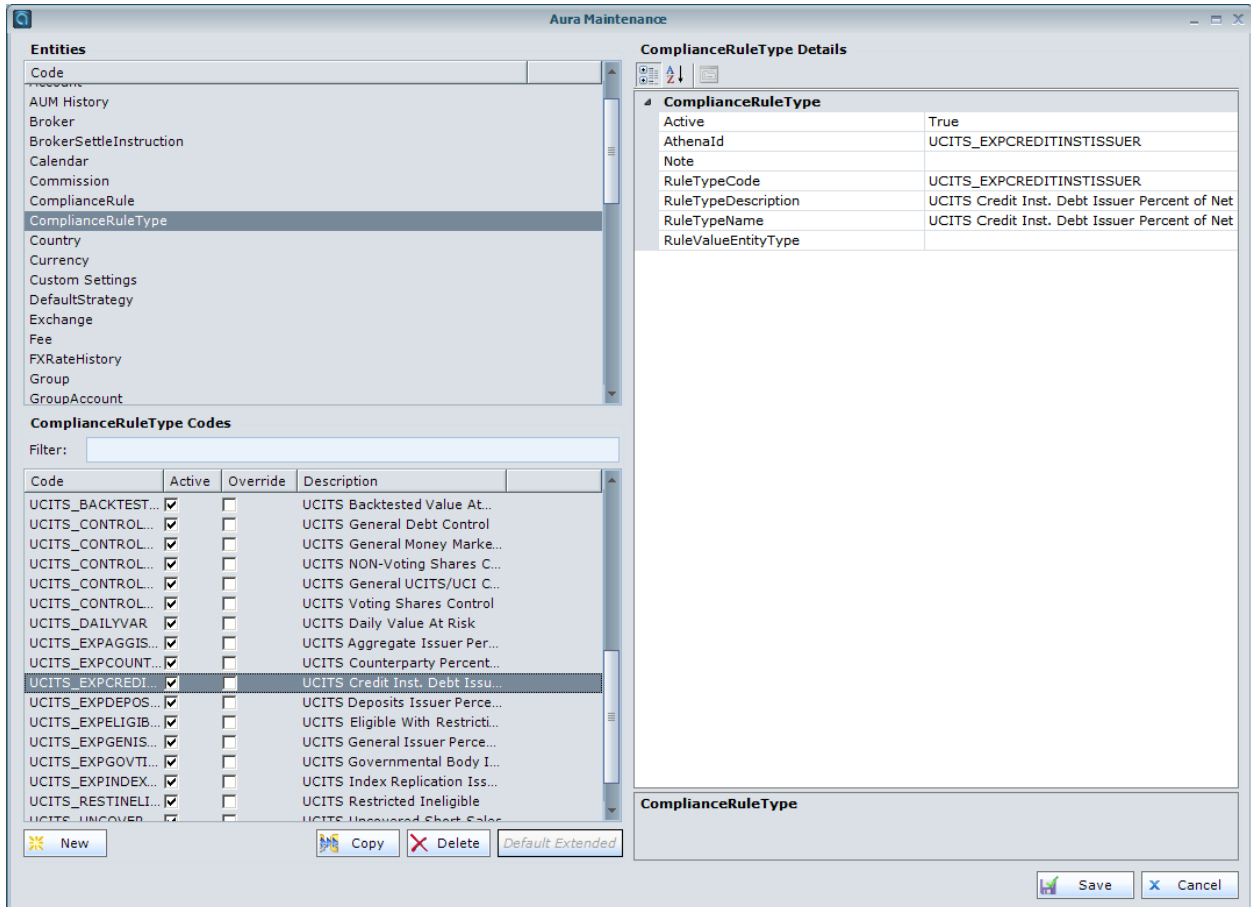 Aura Maintenance
Entities
Code
Account
AUM History
Broker
BrokerSettleInstruction
Calendar
Commission
ComplianceRule
ComplianceRuleType
Country
Currency
Custom Settings
DefaultStrategy
Exchange
Fee
FXRateHistory
Group
GroupAccount
ComplianceRuleType Codes
Filter:
Code Active Override Description
UCITS_BACKTEST... UCITS Backtested Value At...
UCITS_CONTROL... UCITS General Debt Control
UCITS_CONTROL... UCITS General Money Marke...
UCITS_CONTROL... UCITS NON-Voting Shares C...
UCITS_CONTROL... UCITS General UCITS/UCI C...
UCITS_CONTROL... UCITS Voting Shares Control
UCITS_DAILYVAR UCITS Daily Value At Risk
UCITS_EXPAGGIS... UCITS Aggregate Issuer Per...
UCITS_EXPCOUNT... UCITS Counterparty Percent...
UCITS_EXPCREDI... UCITS Credit Inst. Debt Issu...
UCITS_EXPDEPOS... UCITS Deposits Issuer Perce...
UCITS_EXPELIGIB... UCITS Eligible With Restricti...
UCITS_EXPGENIS... UCITS General Issuer Perce...
UCITS_EXPGOVTI... UCITS Governmental Body I...
UCITS_EXPINDEX... UCITS Index Replication Iss...
UCITS_RESTINELI... UCITS Restricted Ineligible
UCITS_UNCOVER... UCITS Uncovered Short Sales
New Copy Delete Default Extended
ComplianceRuleType Details
ComplianceRuleType
Active True
AthenaId UCITS_EXPCREDITINSTISSUER
Note
RuleTypeCode UCITS_EXPCREDITINSTISSUER
RuleTypeDescription UCITS Credit Inst. Debt Issuer Percent of Net
RuleTypeName UCITS Credit Inst. Debt Issuer Percent of Net
RuleValueEntityType
ComplianceRuleType
Save Cancel